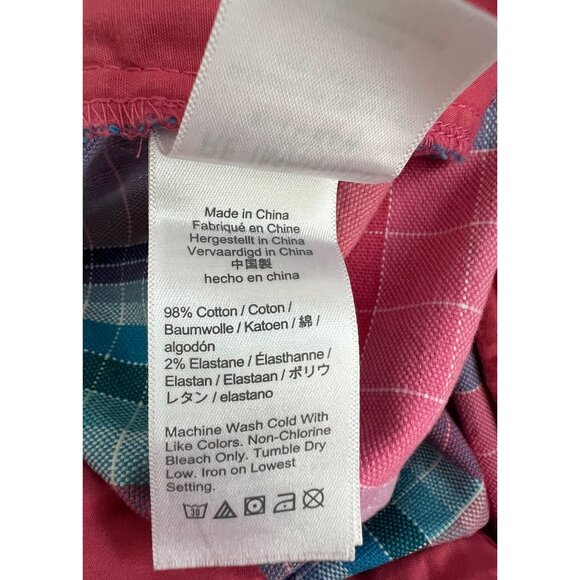 Made in China
Fabriqué en Chine
Hergestellt in China
Vervaardigd in China
中国製
hecho en china
98% Cotton / Coton /
Baumwolle / Katoen / 綿 /
algodón
2% Elastane / Élasthanne /
Elastan / Elastaan / ポリウ
レタン / elastano
Machine Wash Cold With
Like Colors. Non-Chlorine
Bleach Only. Tumble Dry
Low. Iron on Lowest
Setting.
30